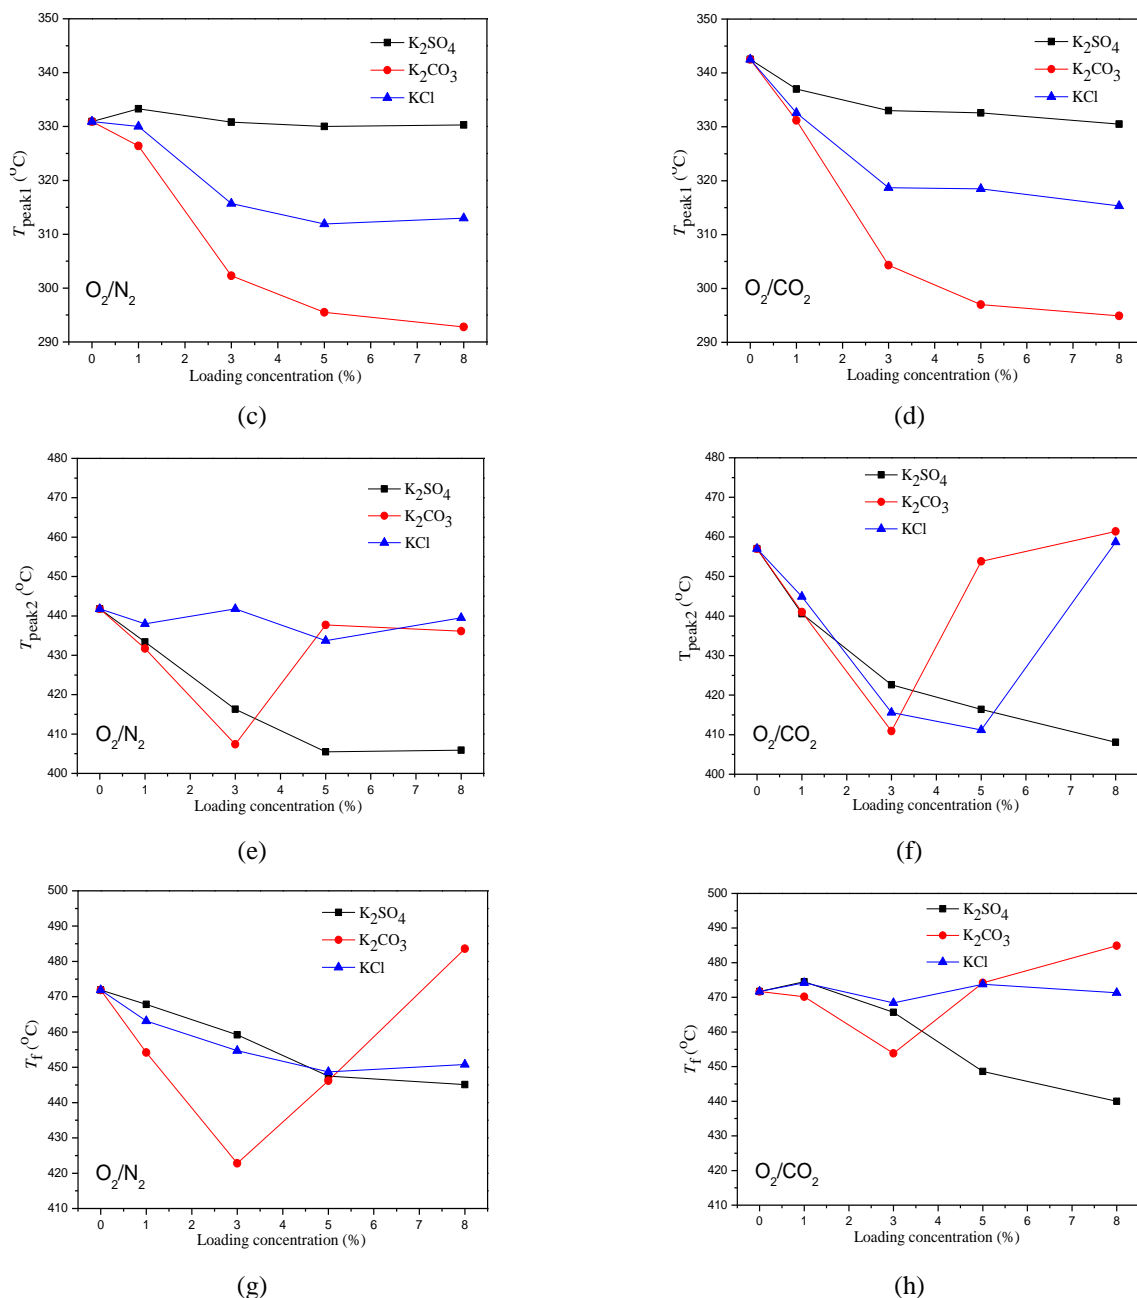 350
340
330
320
310
300
290
T_peak1 (°C)
K₂SO₄
K₂CO₃
KCl
O₂/N₂
0 1 2 3 4 5 6 7 8
Loading concentration (%)
(c)
350
340
330
320
310
300
290
T_peak1 (°C)
K₂SO₄
K₂CO₃
KCl
O₂/CO₂
0 1 2 3 4 5 6 7 8
Loading concentration (%)
(d)
480
470
460
450
440
430
420
410
400
T_peak2 (°C)
K₂SO₄
K₂CO₃
KCl
O₂/N₂
0 1 2 3 4 5 6 7 8
Loading concentration (%)
(e)
480
470
460
450
440
430
420
410
400
T_peak2 (°C)
K₂SO₄
K₂CO₃
KCl
O₂/CO₂
0 1 2 3 4 5 6 7 8
Loading concentration (%)
(f)
500
490
480
470
460
450
440
430
420
410
T_f (°C)
K₂SO₄
K₂CO₃
KCl
O₂/N₂
0 1 2 3 4 5 6 7 8
Loading concentration (%)
(g)
500
490
480
470
460
450
440
430
420
410
T_f (°C)
K₂SO₄
K₂CO₃
KCl
O₂/CO₂
0 1 2 3 4 5 6 7 8
Loading concentration (%)
(h)